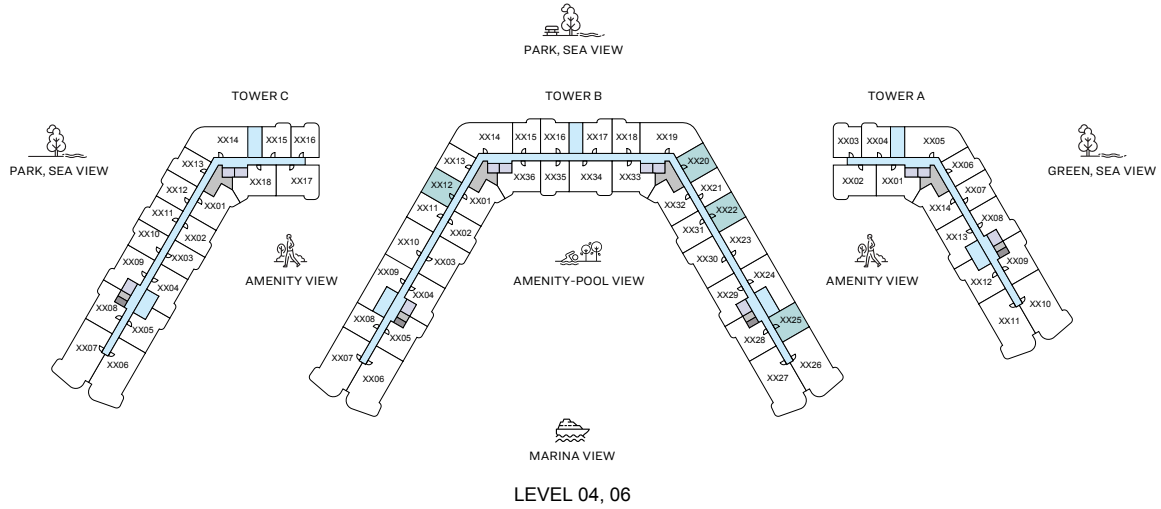 PARK, SEA VIEW
TOWER C
TOWER B
TOWER A
PARK, SEA VIEW
GREEN, SEA VIEW
XX14
XX15
XX16
XX13
XX12
XX11
XX10
XX09
XX08
XX07
XX06
XX05
XX04
XX03
XX02
XX01
XX18
XX17
XX14
XX15
XX16
XX17
XX18
XX19
XX13
XX12
XX11
XX10
XX09
XX08
XX07
XX06
XX05
XX04
XX03
XX02
XX01
XX36
XX35
XX34
XX33
XX32
XX31
XX30
XX29
XX28
XX27
XX26
XX25
XX24
XX23
XX22
XX21
XX20
XX03
XX04
XX05
XX02
XX01
XX06
XX07
XX08
XX09
XX10
XX11
XX12
XX13
XX14
AMENITY VIEW
AMENITY-POOL VIEW
AMENITY VIEW
MARINA VIEW
LEVEL 04, 06